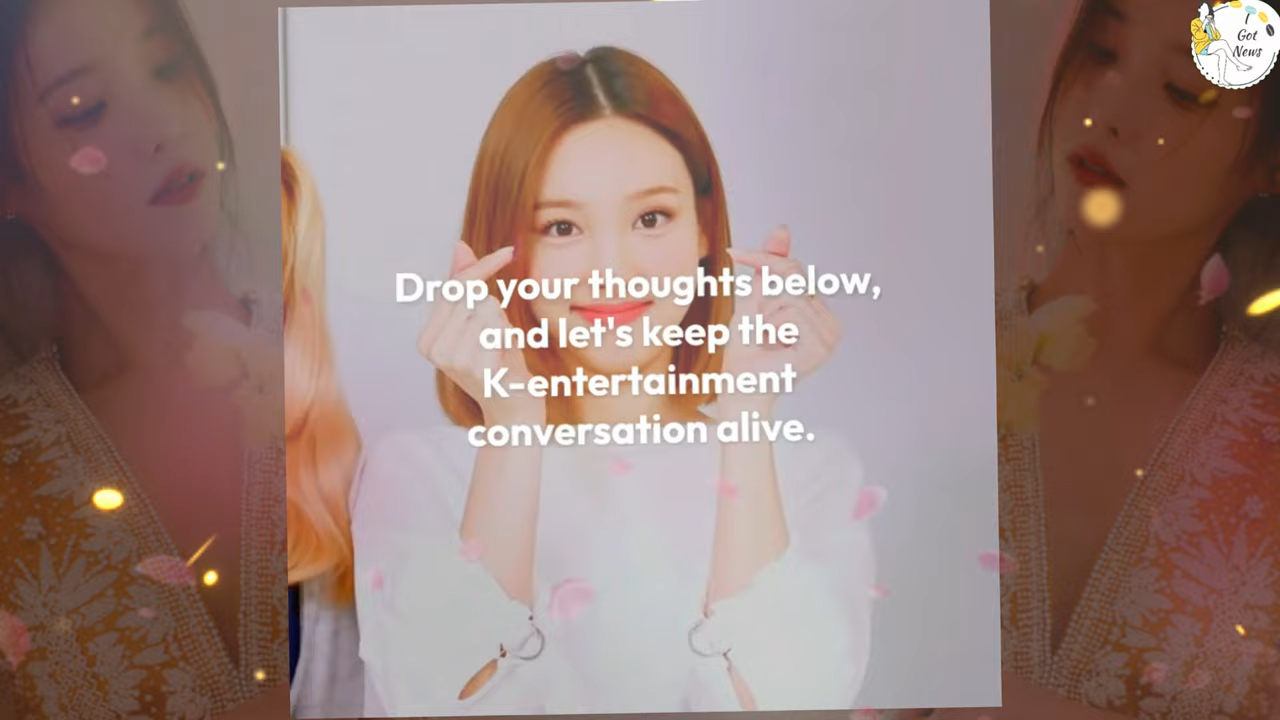 Got
News
Drop your thoughts below,
and let's keep the
K-entertainment
conversation alive.